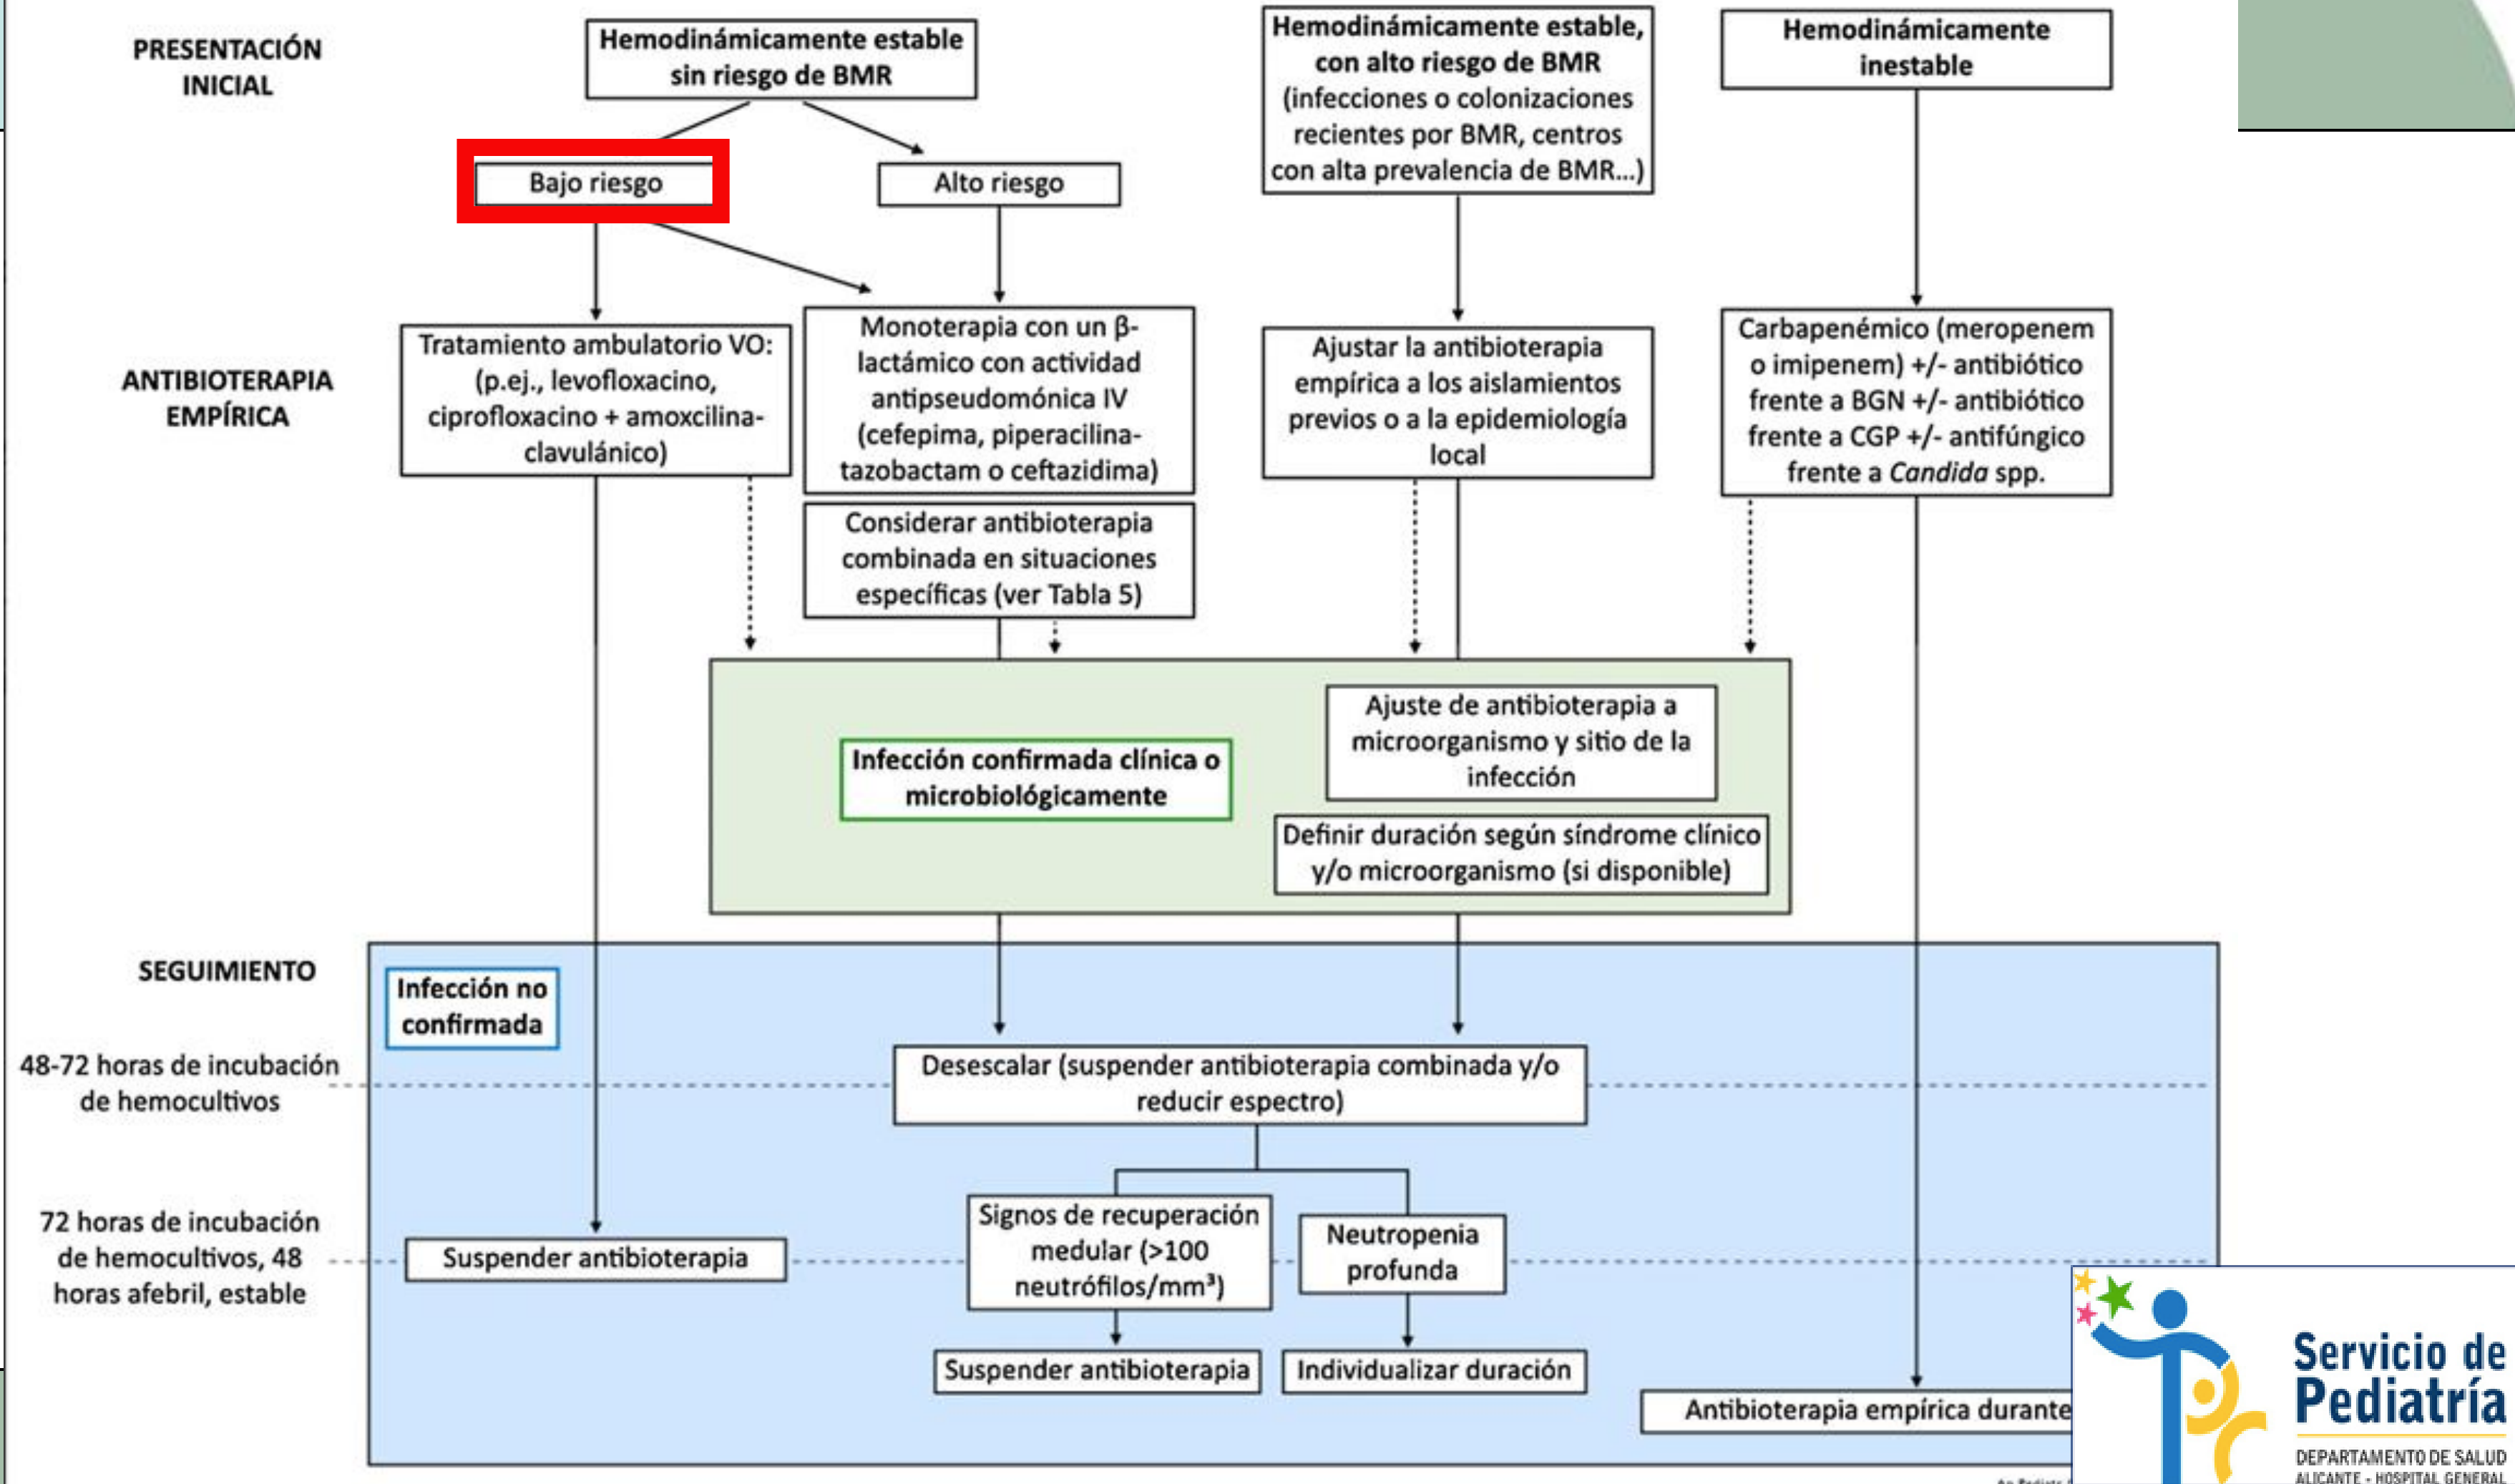 PRESENTACIÓN
INICIAL
Hemodinámicamente estable
sin riesgo de BMR
Hemodinámicamente estable,
con alto riesgo de BMR
(infecciones o colonizaciones
recientes por BMR, centros
con alta prevalencia de BMR...)
Hemodinámicamente
inestable
Bajo riesgo
Alto riesgo
ANTIBIOTERAPIA
EMPÍRICA
Tratamiento ambulatorio VO:
(p.ej., levofloxacino,
ciprofloxacino + amoxcilina-
clavulánico)
Monoterapia con un β-
lactámico con actividad
antipseudomónica IV
(cefepima, piperacilina-
tazobactam o ceftazidima)
Considerar antibioterapia
combinada en situaciones
específicas (ver Tabla 5)
Ajustar la antibioterapia
empírica a los aislamientos
previos o a la epidemiología
local
Carbapenémico (meropenem
o imipenem) +/- antibiótico
frente a BGN +/- antibiótico
frente a CGP +/- antifúngico
frente a Candida spp.
Infección confirmada clínica o
microbiológicamente
Ajuste de antibioterapia a
microorganismo y sitio de la
infección
Definir duración según síndrome clínico
y/o microorganismo (si disponible)
SEGUIMIENTO
Infección no
confirmada
48-72 horas de incubación
de hemocultivos
Desescalar (suspender antibioterapia combinada y/o
reducir espectro)
72 horas de incubación
de hemocultivos, 48
horas afebril, estable
Suspender antibioterapia
Signos de recuperación
medular (>100
neutrófilos/mm³)
Neutropenia
profunda
Suspender antibioterapia
Individualizar duración
Antibioterapia empírica durante
Servicio de
Pediatría
DEPARTAMENTO DE SALUD
ALICANTE - HOSPITAL GENERAL